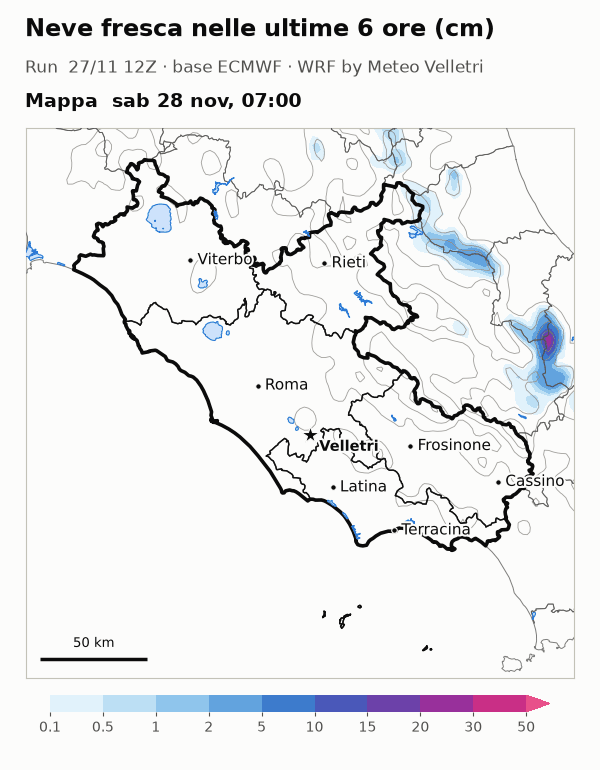 Neve fresca nelle ultime 6 ore (cm)
Run 27/11 12Z · base ECMWF · WRF by Meteo Velletri
Mappa sab 28 nov, 07:00
Viterbo
Rieti
Roma
Velletri
Frosinone
Latina
Cassino
Terracina
50 km
0.1 0.5 1 2 5 10 15 20 30 50